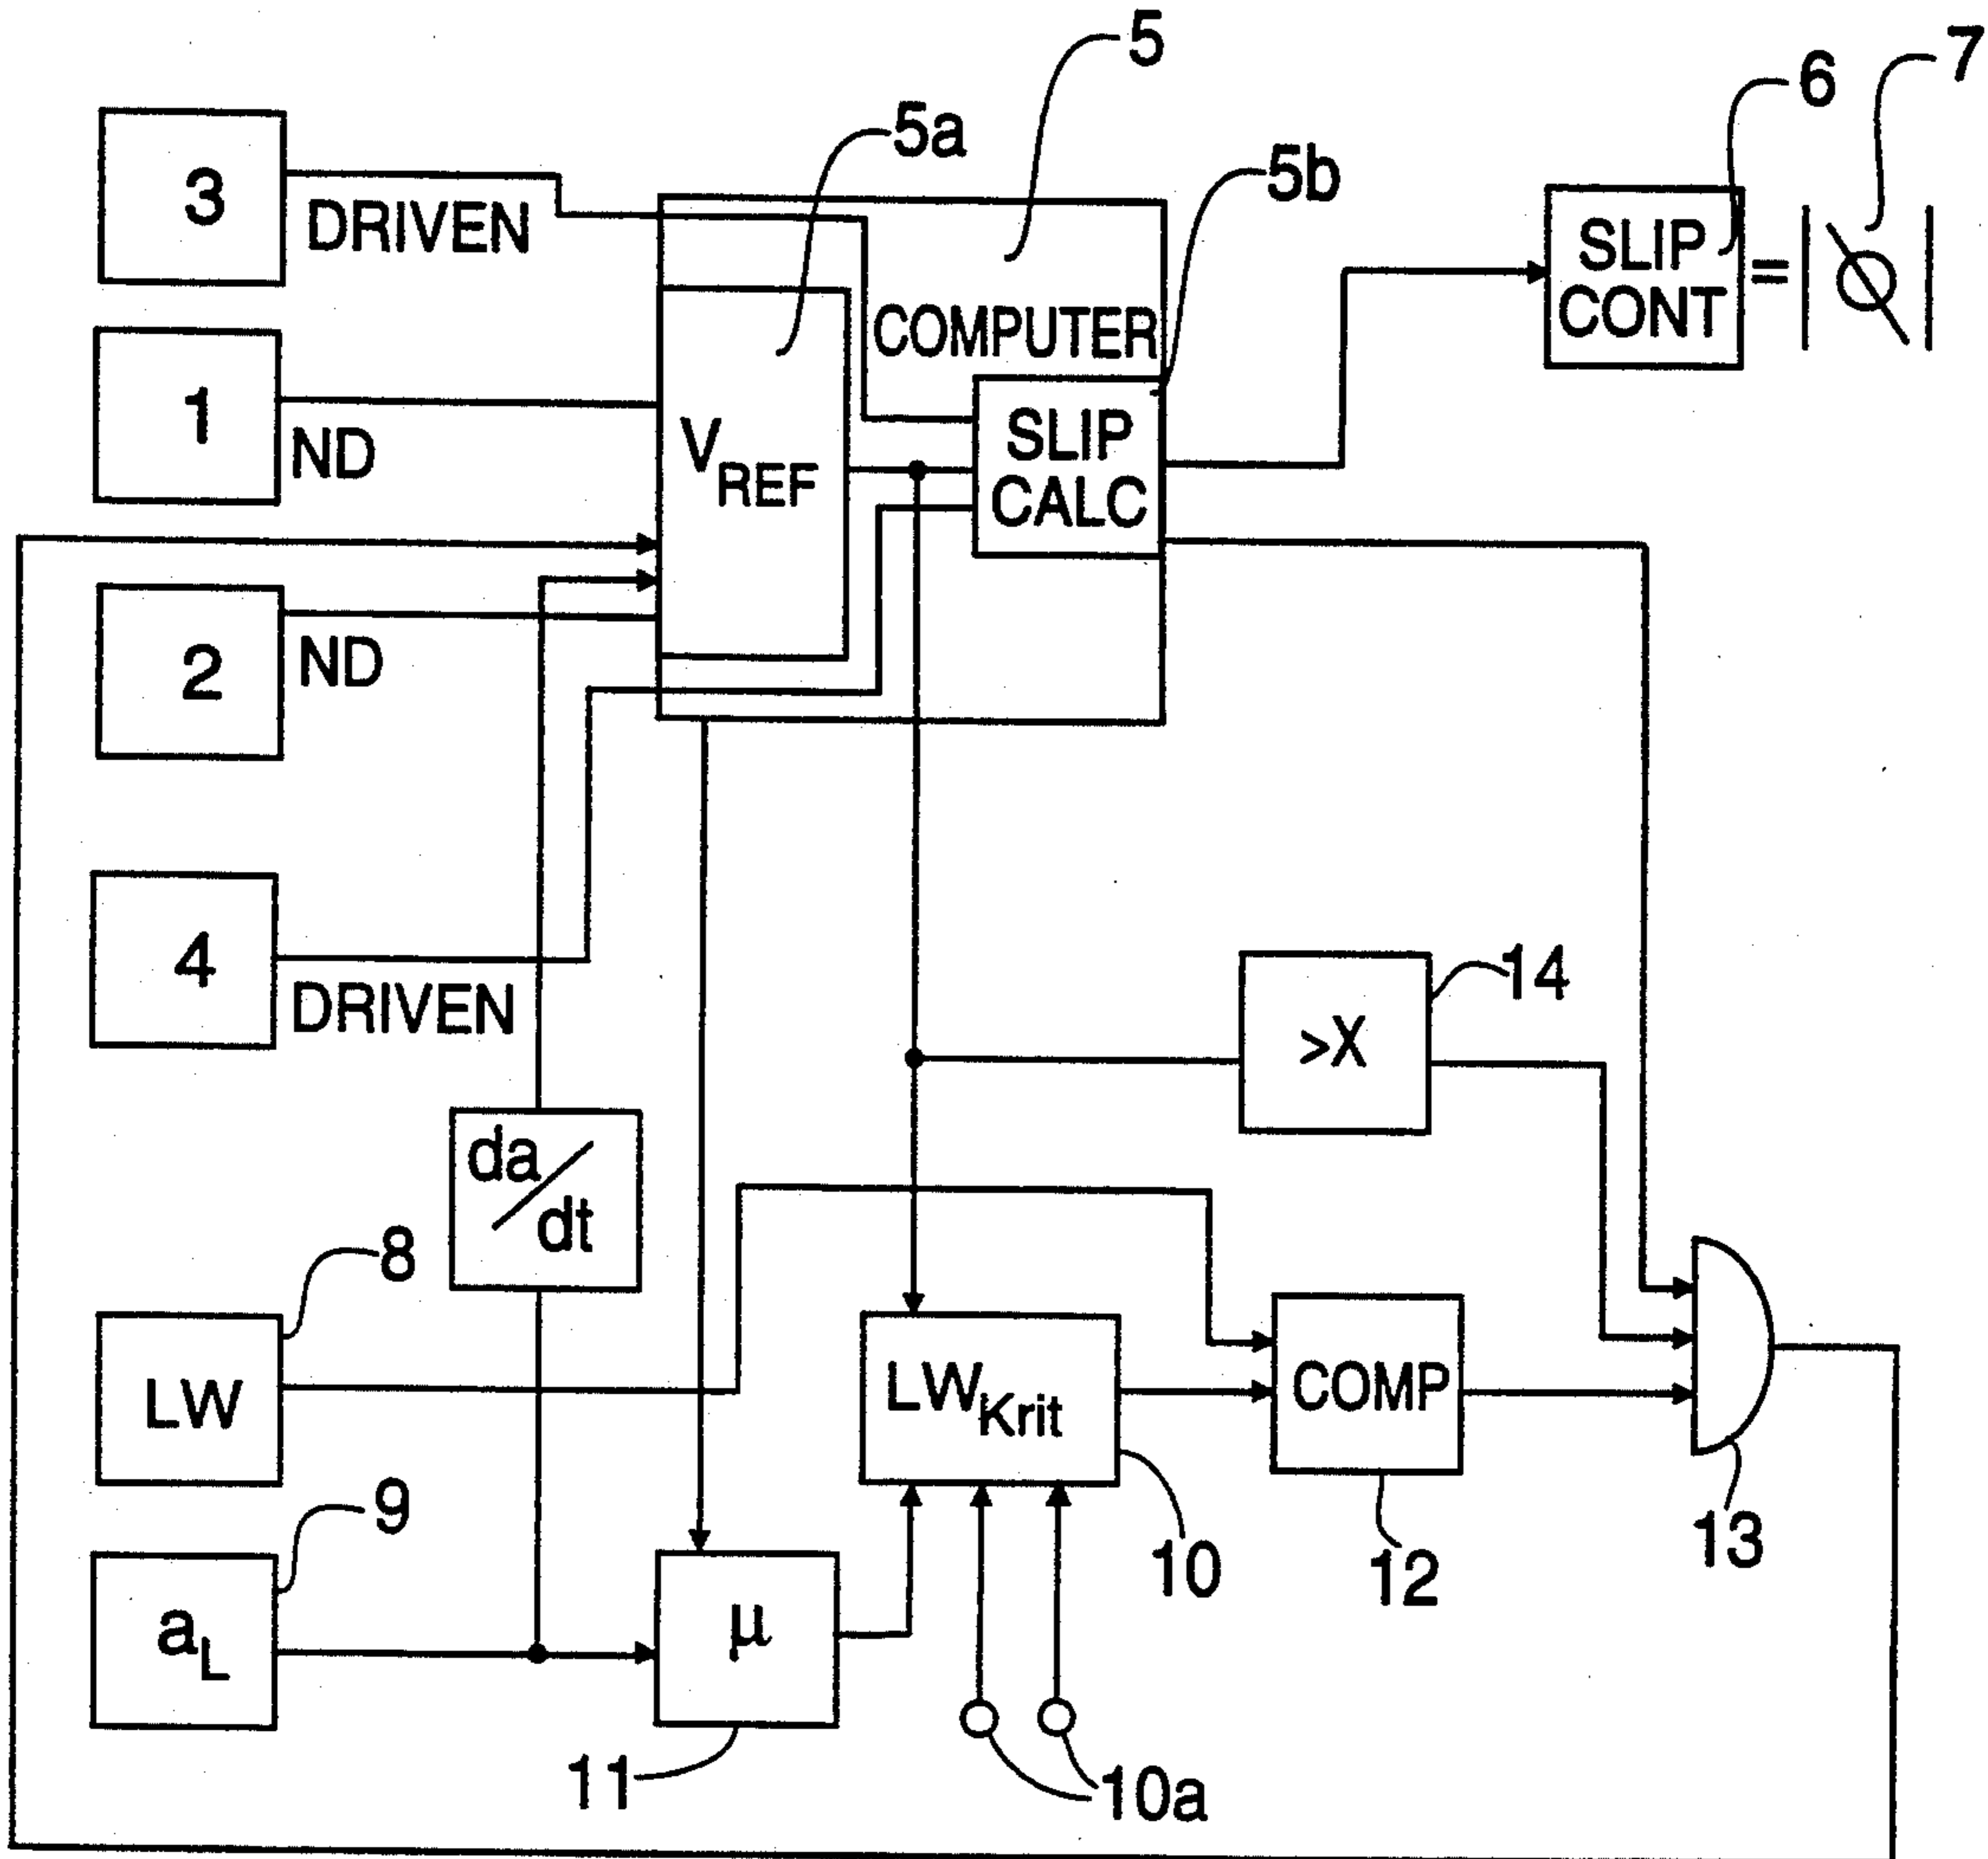 5
7
6
5a
5b
3
DRIVEN
SLIP
CONT
=
COMPUTER
1
ND
V REF
SLIP
CALC
2
ND
4
DRIVEN
14
>X
da/dt
8
LW
LW Krit
COMP
9
10
12
13
a L
μ
11
10a